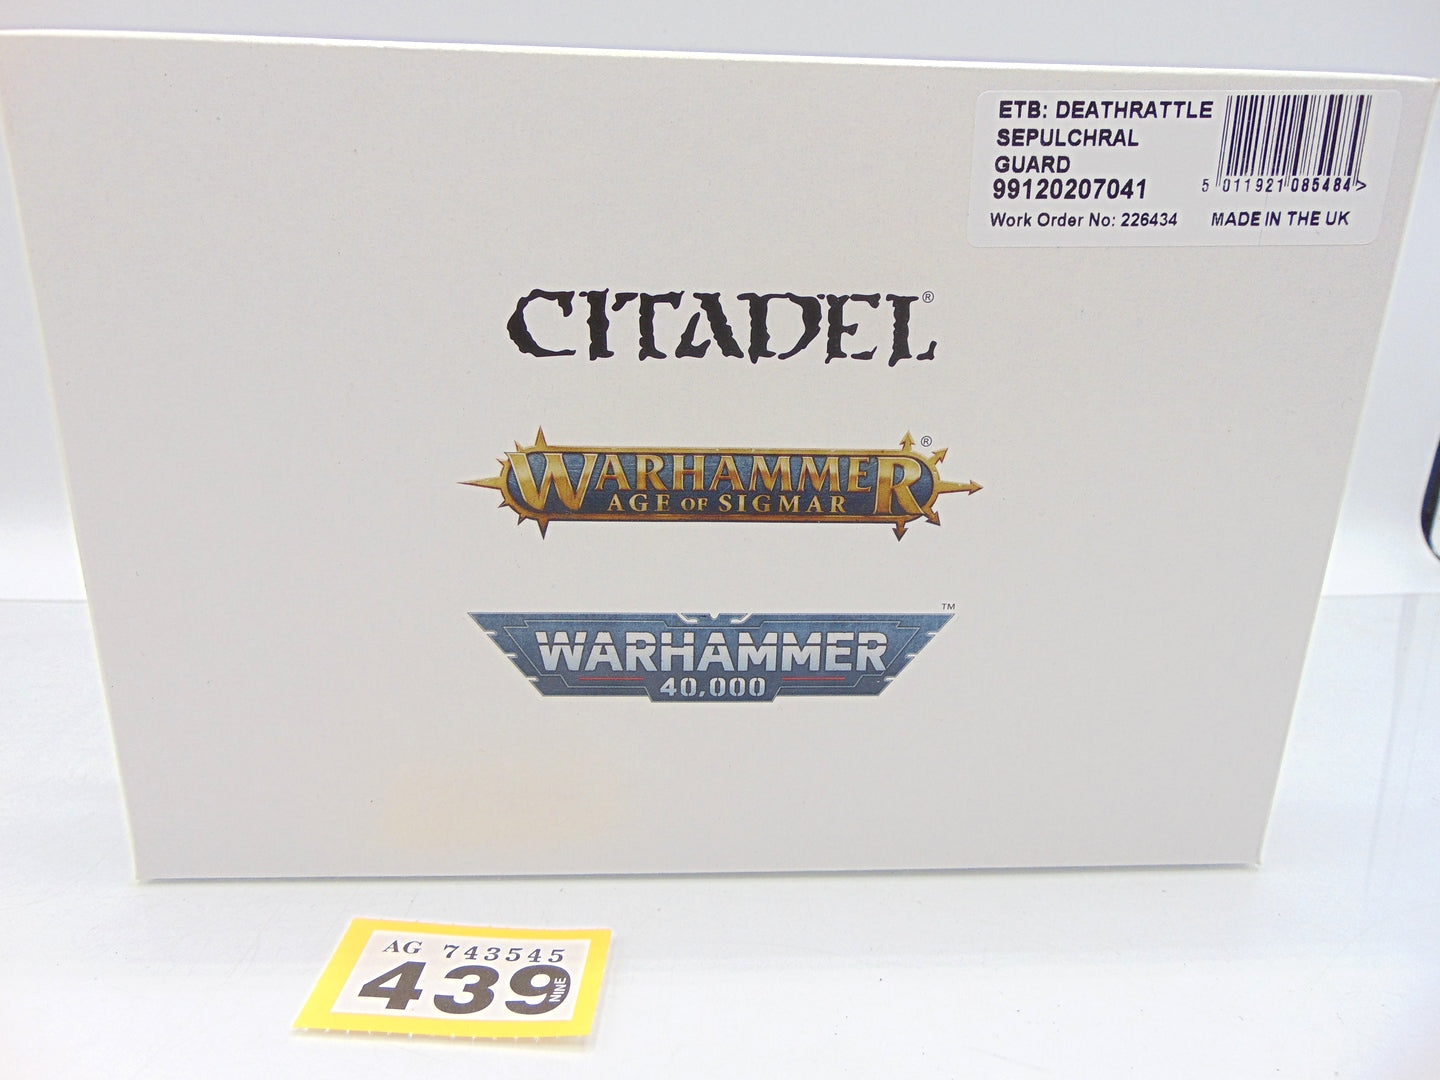 ETB: DEATHRATTLE
SEPULCHRAL
GUARD
99120207041
5 011921 085484 >
Work Order No: 226434 MADE IN THE UK
CITADEL®
WARHAMMER®
AGE OF SIGMAR
WARHAMMER™
40,000
AG 743545
439
NINE